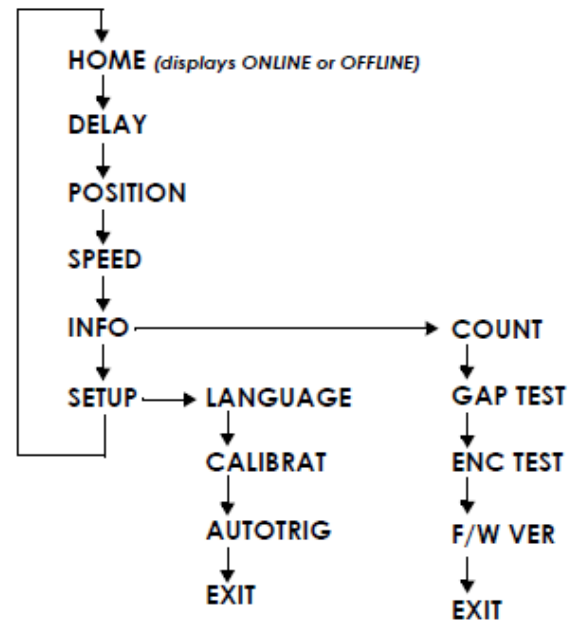 HOME (displays ONLINE or OFFLINE)
DELAY
POSITION
SPEED
INFO
COUNT
SETUP
LANGUAGE
GAP TEST
CALIBRAT
ENC TEST
AUTOTRIG
F/W VER
EXIT
EXIT